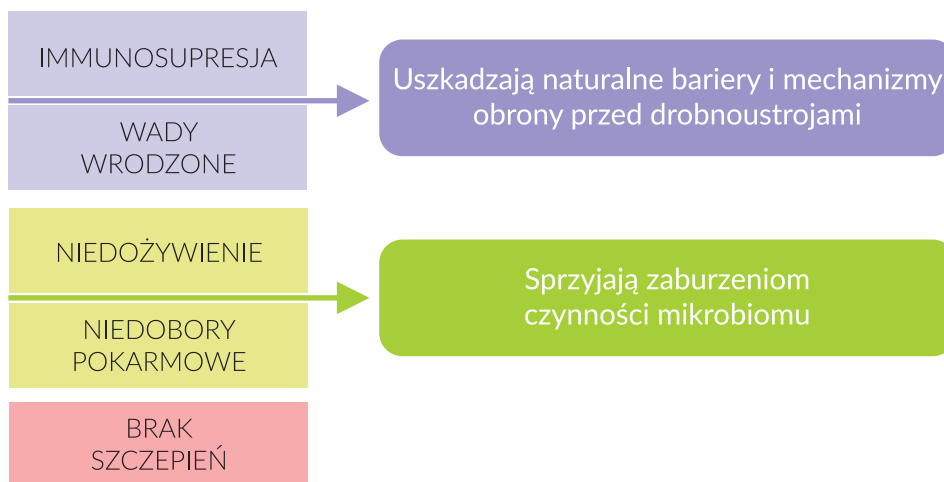 IMMUNOSUPRESJA
WADY
WRODZONE
Uszkadzają naturalne bariery i mechanizmy
obrony przed drobnoustrojami
NIEDOŻYWIENIE
NIEDOBORY
POKARMOWE
Sprzyjają zaburzeniom
czynności mikrobiomu
BRAK
SZCZEPIEŃ